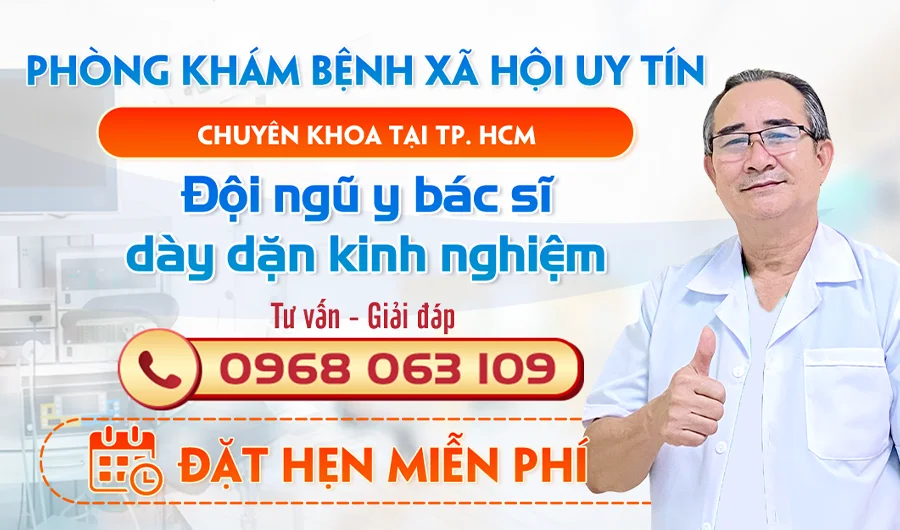 PHÒNG KHÁM BỆNH XÃ HỘI UY TÍN
CHUYÊN KHOA TẠI TP. HCM
Đội ngũ y bác sĩ
dày dặn kinh nghiệm
Tư vấn - Giải đáp
0968 063 109
ĐẶT HẸN MIỄN PHÍ